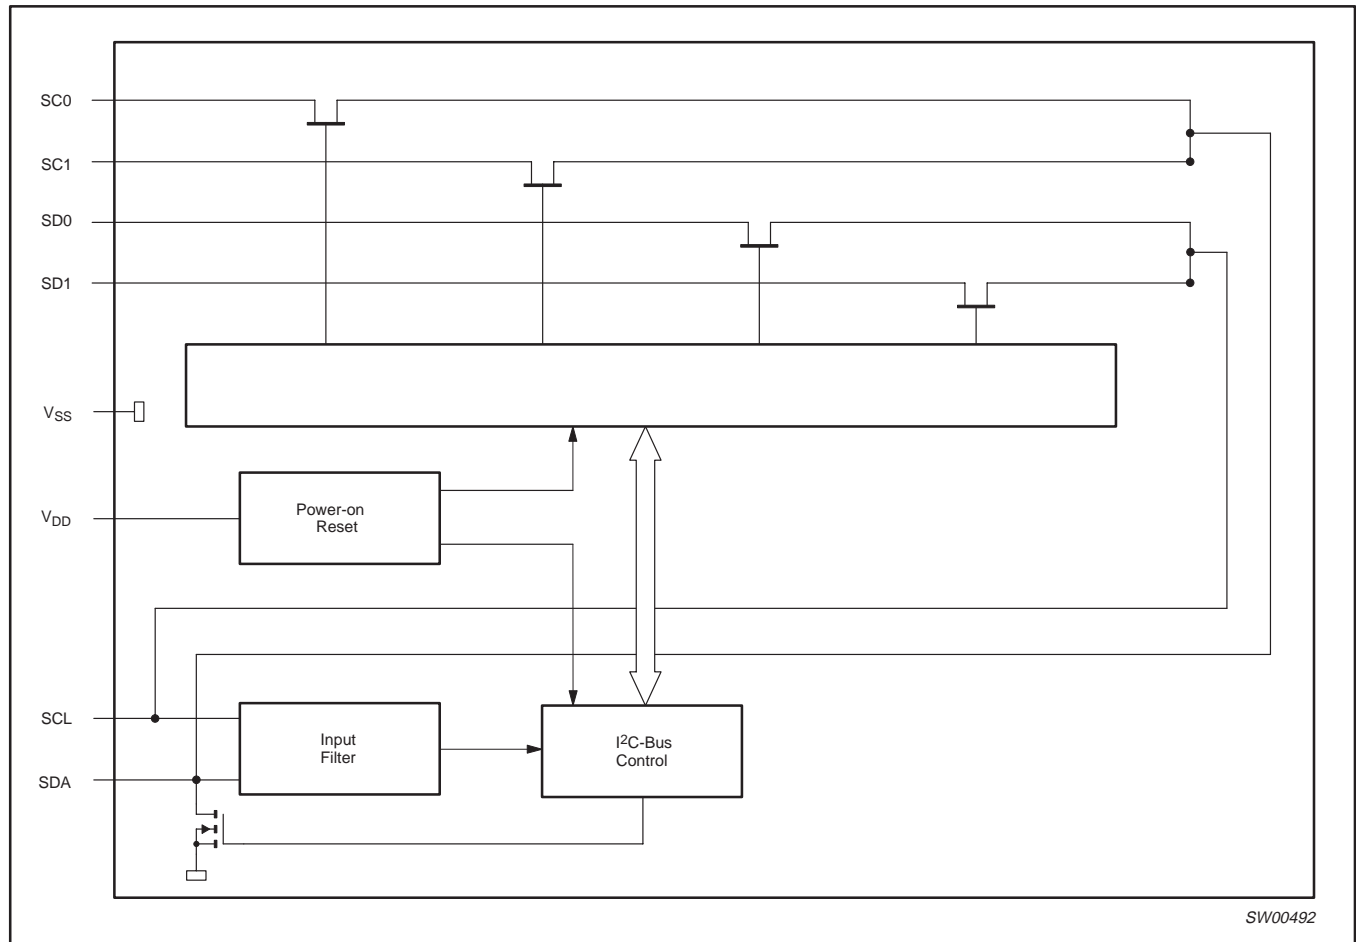 SC0
SC1
SD0
SD1
VSS
VDD
Power-on
Reset
SCL
SDA
Input
Filter
I²C-Bus
Control
SW00492